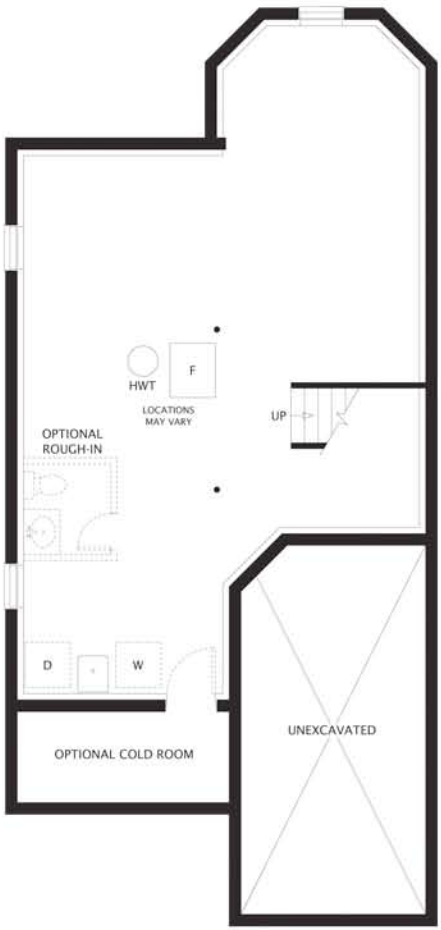 F
HWT
LOCATIONS
MAY VARY
UP
OPTIONAL
ROUGH-IN
D
W
UNEXCAVATED
OPTIONAL COLD ROOM